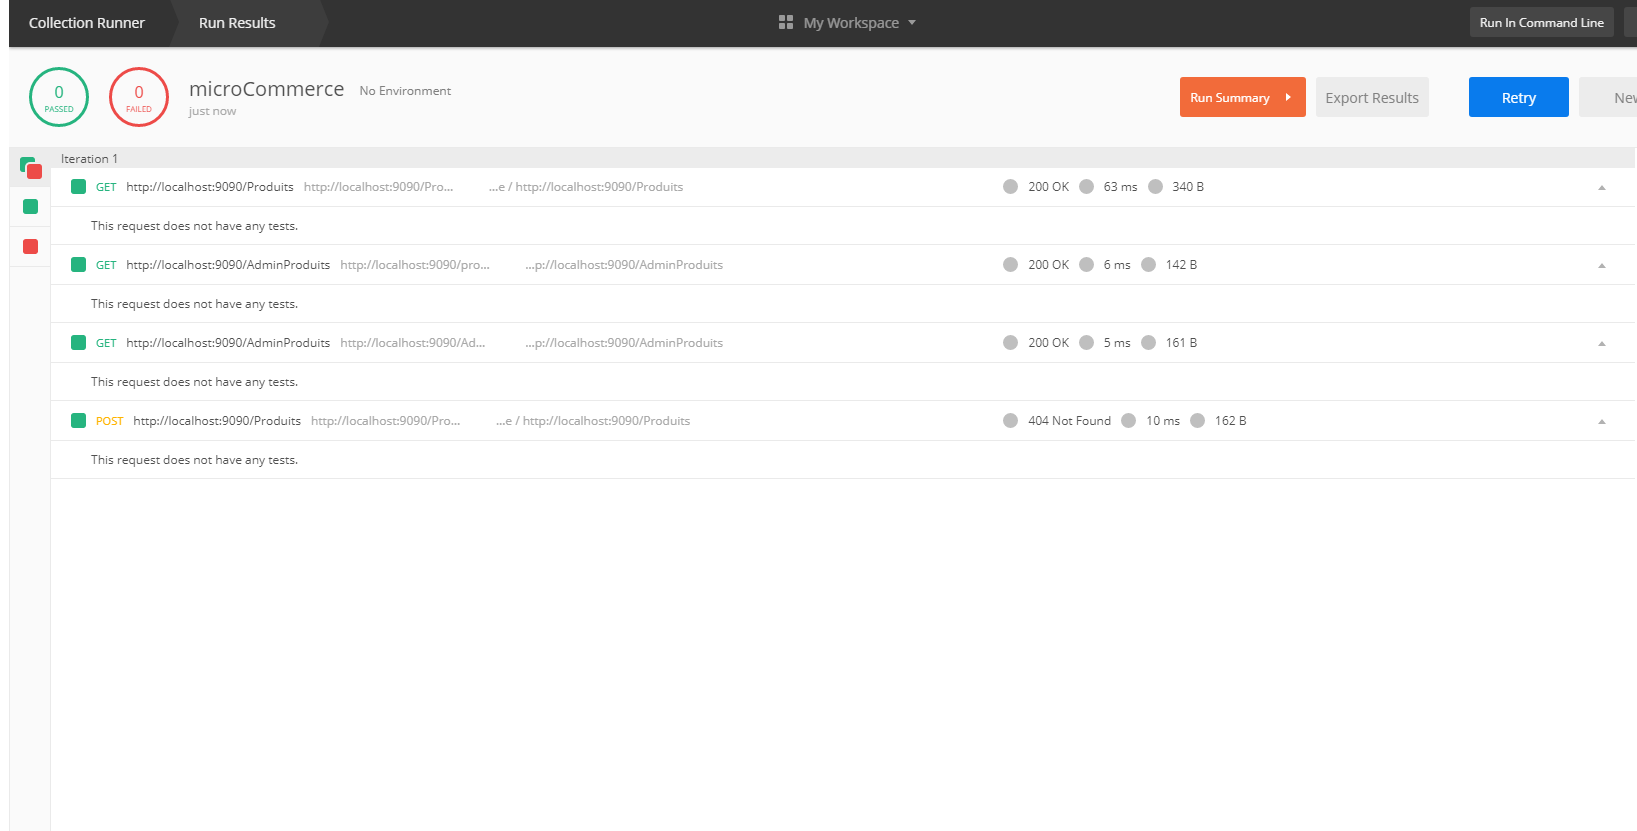 Collection Runner Run Results My Workspace Run In Command Line
0 PASSED 0 FAILED microCommerce No Environment Run Summary Export Results Retry New
just now
Iteration 1
GET http://localhost:9090/Produits http://localhost:9090/Pro... ...e / http://localhost:9090/Produits 200 OK 63 ms 340 B
This request does not have any tests.
GET http://localhost:9090/AdminProduits http://localhost:9090/pro... ...p://localhost:9090/AdminProduits 200 OK 6 ms 142 B
This request does not have any tests.
GET http://localhost:9090/AdminProduits http://localhost:9090/Ad... ...p://localhost:9090/AdminProduits 200 OK 5 ms 161 B
This request does not have any tests.
POST http://localhost:9090/Produits http://localhost:9090/Pro... ...e / http://localhost:9090/Produits 404 Not Found 10 ms 162 B
This request does not have any tests.